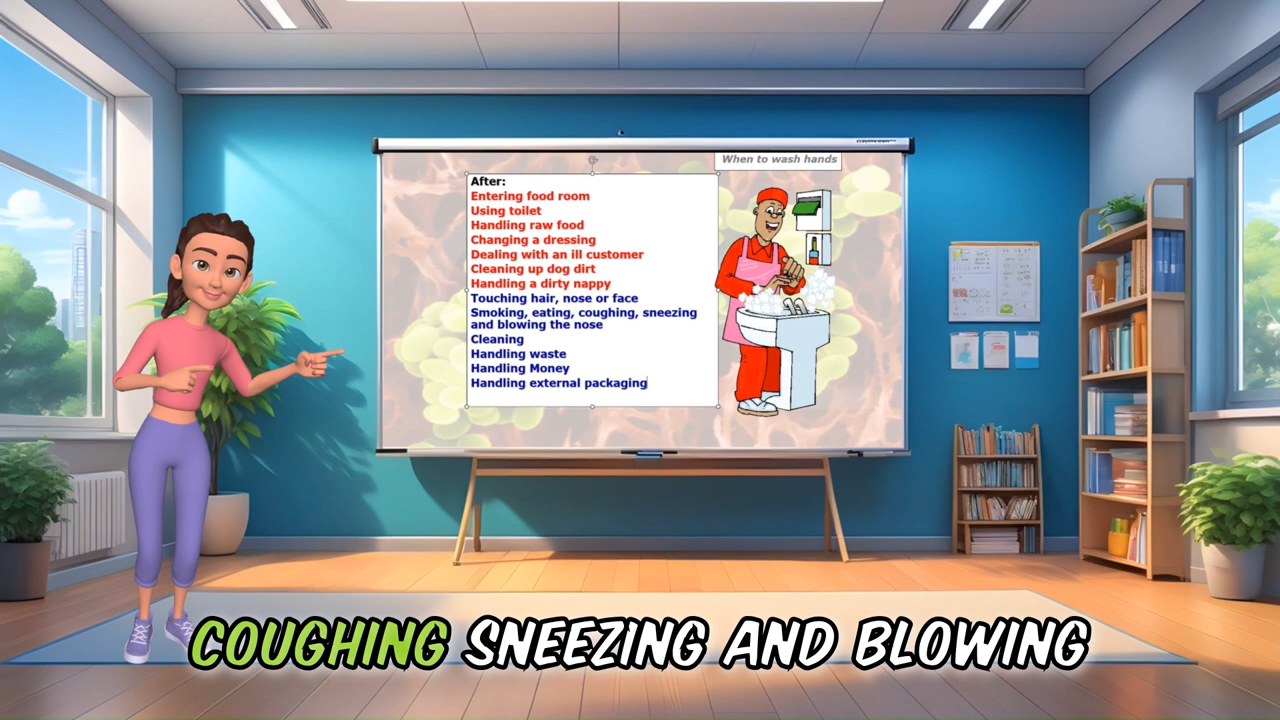 When to wash hands
After:
Entering food room
Using toilet
Handling raw food
Changing a dressing
Dealing with an ill customer
Cleaning up dog dirt
Handling a dirty nappy
Touching hair, nose or face
Smoking, eating, coughing, sneezing
and blowing the nose
Cleaning
Handling waste
Handling Money
Handling external packaging
COUGHING SNEEZING AND BLOWING